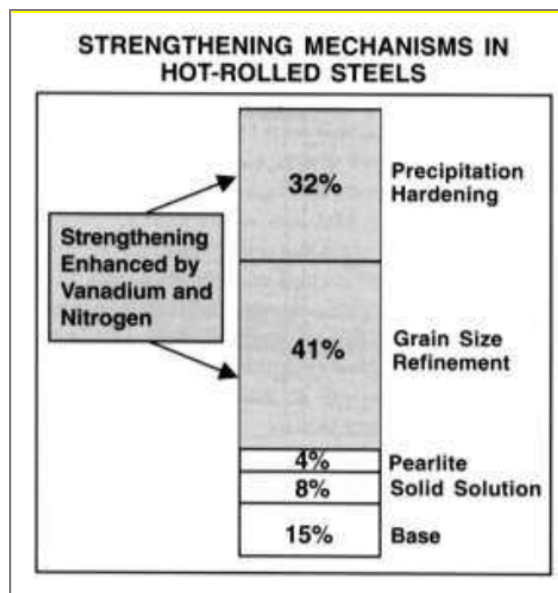 STRENGTHENING MECHANISMS IN
HOT-ROLLED STEELS
32%
Precipitation
Hardening
Strengthening
Enhanced by
Vanadium and
Nitrogen
41%
Grain Size
Refinement
4%
Pearlite
8%
Solid Solution
15%
Base